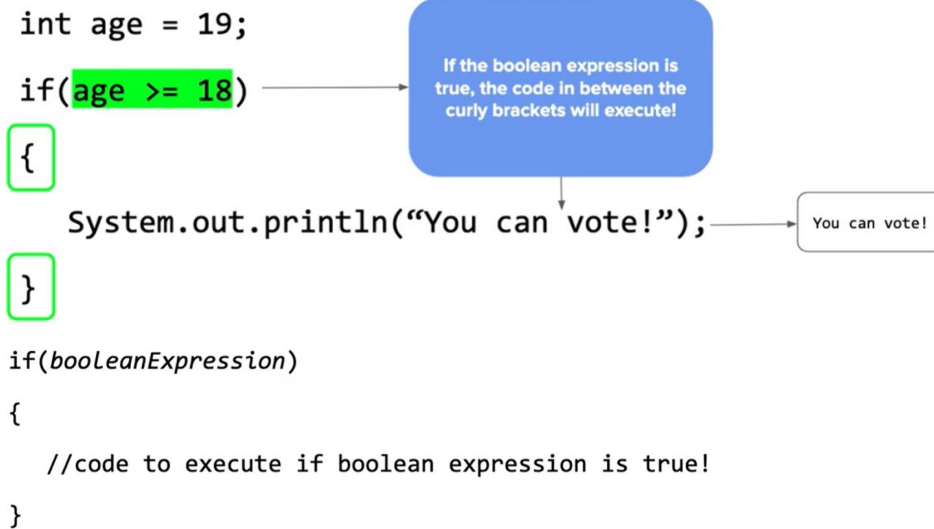 int age = 19;
if(age >= 18)
If the boolean expression is
true, the code in between the
curly brackets will execute!
{
System.out.println(“You can vote!”);
You can vote!
}
if(booleanExpression)
{
//code to execute if boolean expression is true!
}